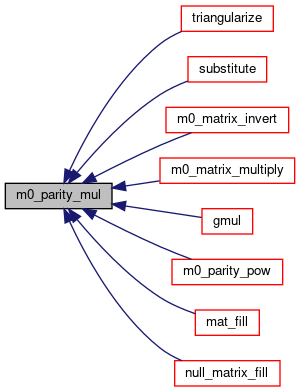 triangularize
substitute
m0_matrix_invert
m0_matrix_multiply
m0_parity_mul
gmul
m0_parity_pow
mat_fill
null_matrix_fill